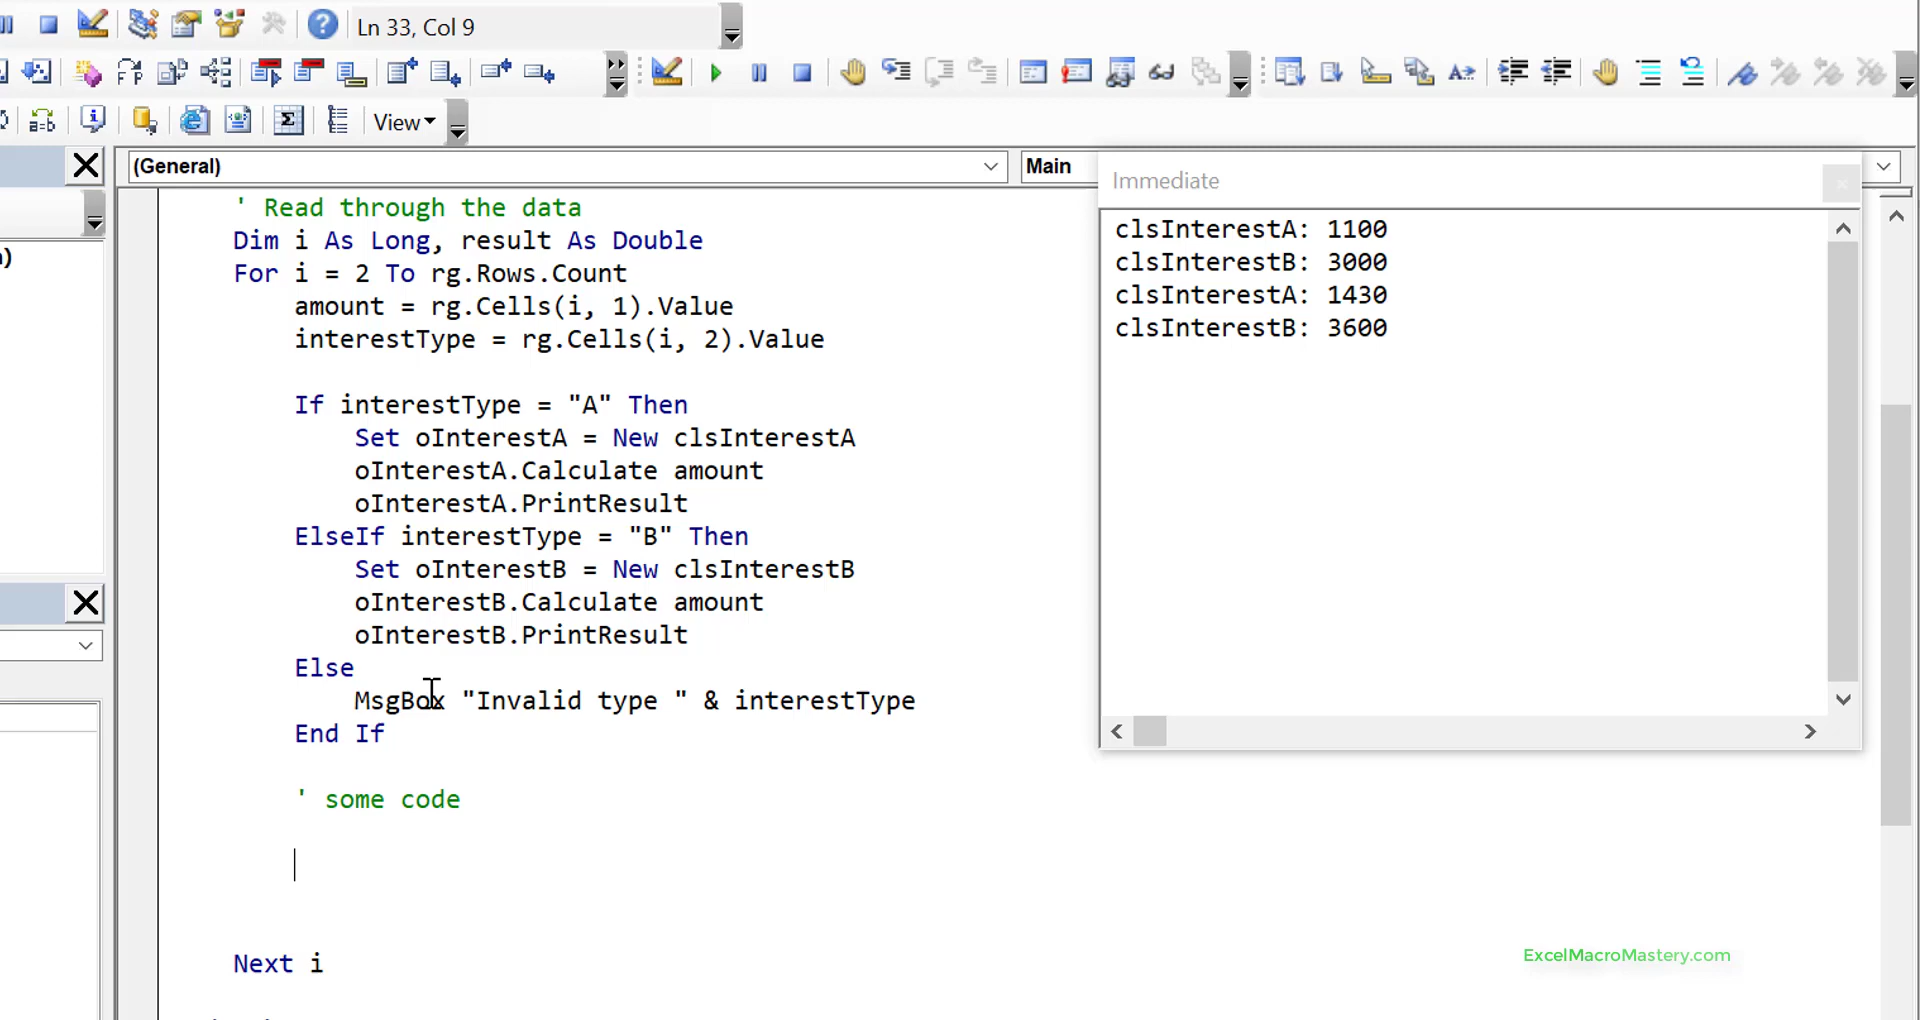 Ln 33, Col 9
View
(General)
Main
Immediate
' Read through the data
Dim i As Long, result As Double
For i = 2 To rg.Rows.Count
amount = rg.Cells(i, 1).Value
interestType = rg.Cells(i, 2).Value
If interestType = "A" Then
Set oInterestA = New clsInterestA
oInterestA.Calculate amount
oInterestA.PrintResult
ElseIf interestType = "B" Then
Set oInterestB = New clsInterestB
oInterestB.Calculate amount
oInterestB.PrintResult
Else
MsgBox "Invalid type " & interestType
End If
' some code
Next i
clsInterestA: 1100
clsInterestB: 3000
clsInterestA: 1430
clsInterestB: 3600
ExcelMacroMastery.com